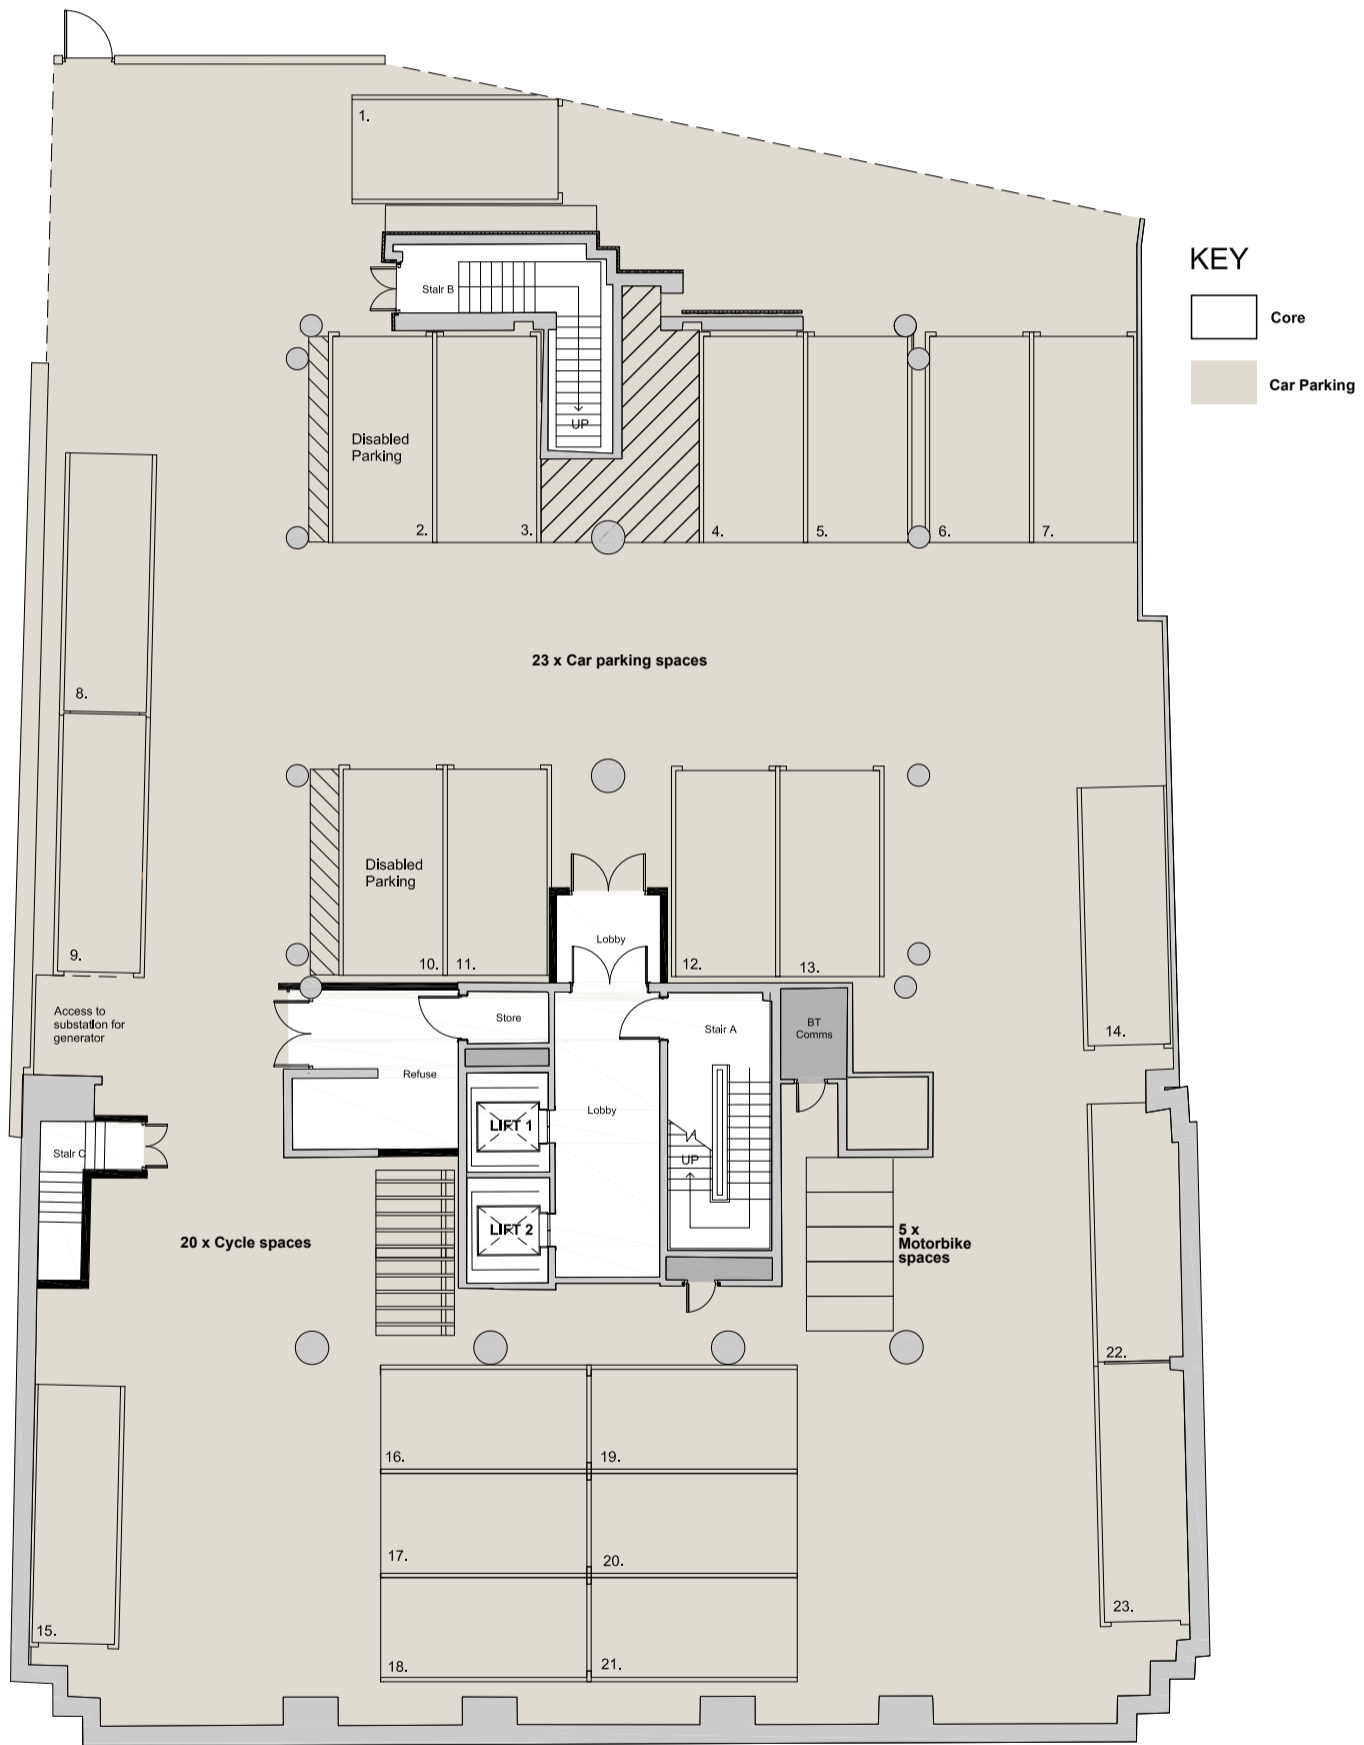 1.
KEY
Stair B
Core
Car Parking
UP
Disabled
Parking
2.
3.
4.
5.
6.
7.
23 x Car parking spaces
8.
Disabled
Parking
9.
10.
11.
Lobby
12.
13.
Access to
substation for
generator
Store
Stair A
BT
Comms
14.
Refuse
Lobby
LIFT 1
Stair C
UP
LIFT 2
20 x Cycle spaces
5 x
Motorbike
spaces
22.
16.
19.
17.
20.
23.
15.
18.
21.